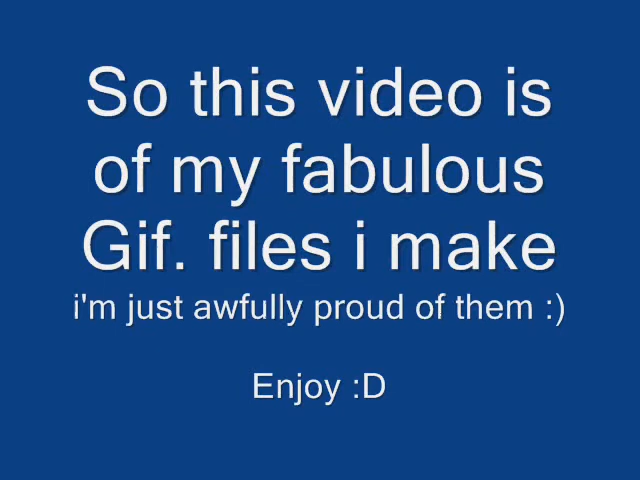 So this video is
of my fabulous
Gif. files i make
i'm just awfully proud of them :)
Enjoy :D